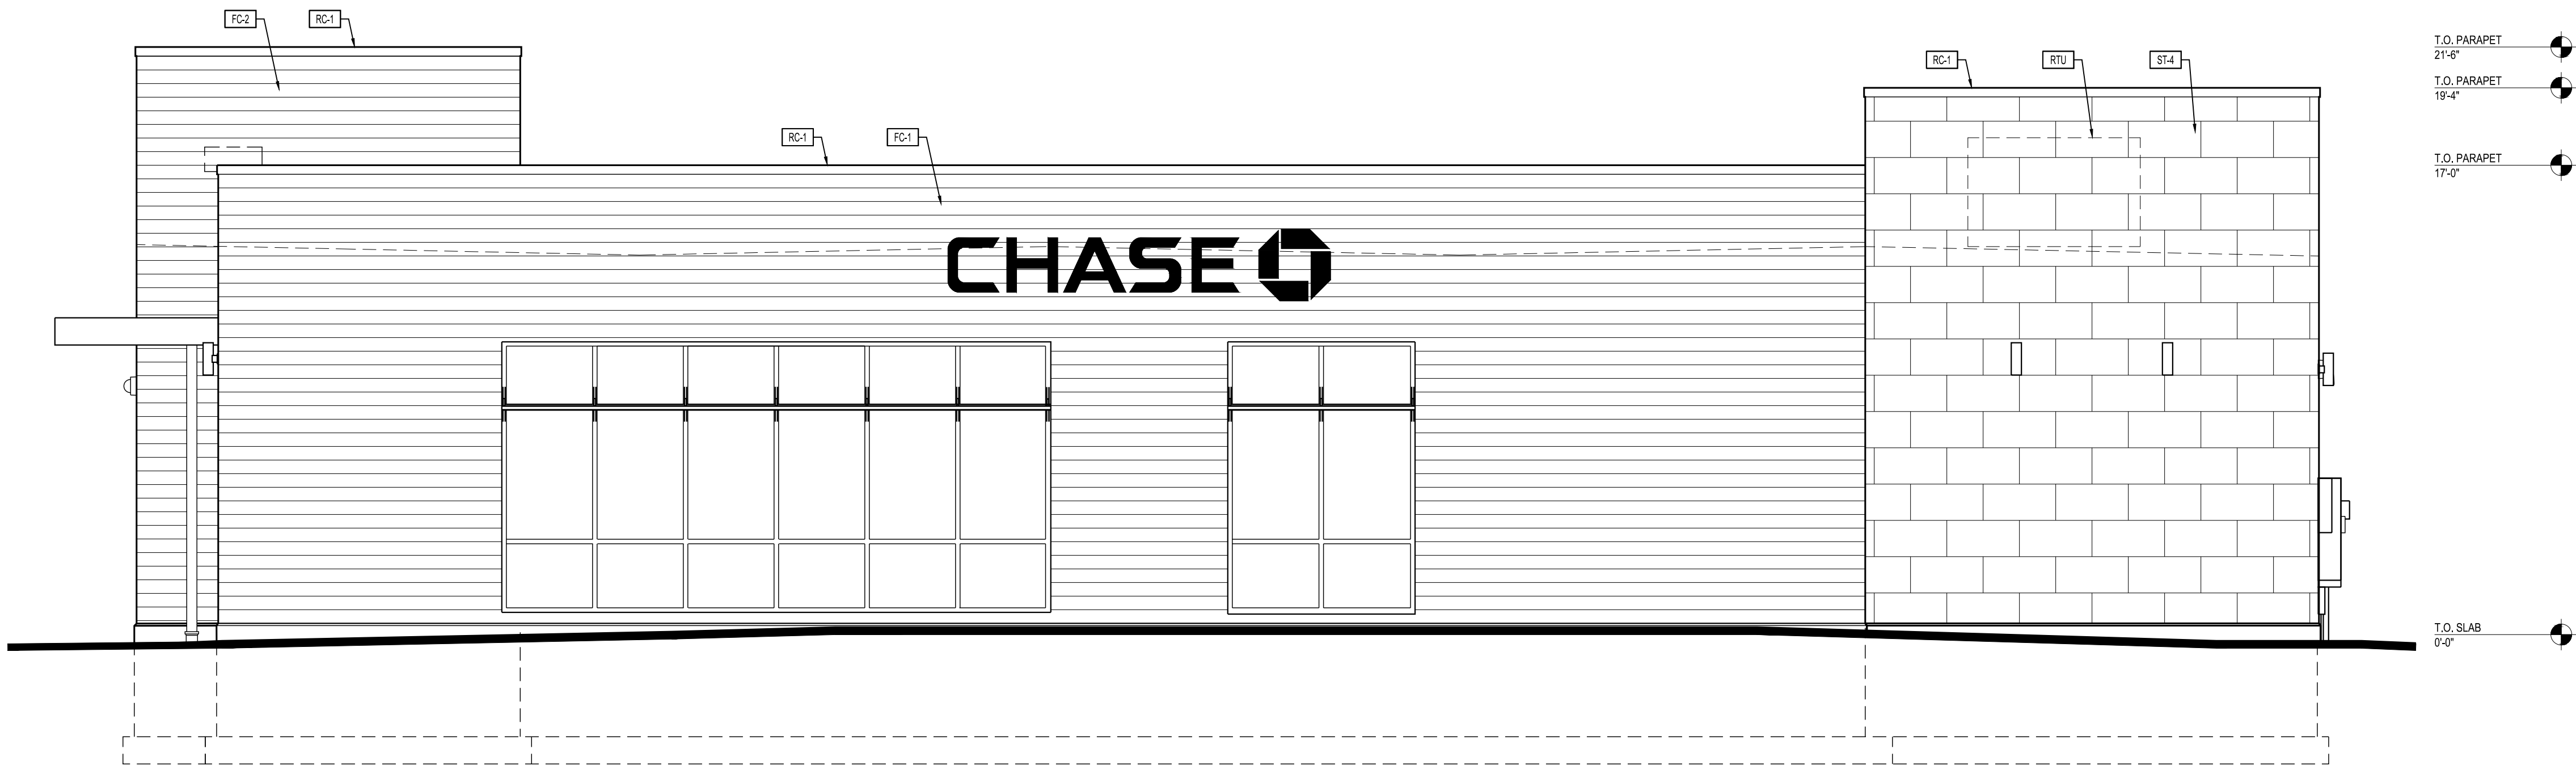 FC-2
RC-1
RC-1
FC-1
RC-1
RTU
ST-4
CHASE
T.O. PARAPET
21'-6"
T.O. PARAPET
19'-4"
T.O. PARAPET
17'-0"
T.O. SLAB
0'-0"